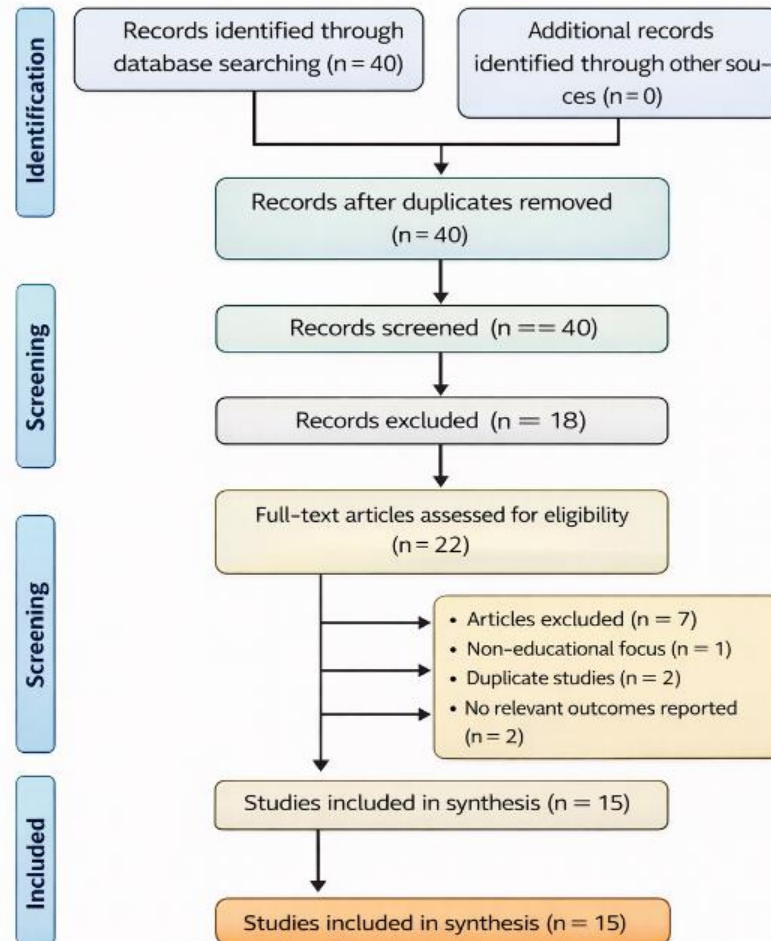 Identification
Records identified through
database searching (n = 40)
Additional records
identified through other sou-
ces (n = 0)
Records after duplicates removed
(n = 40)
Screening
Records screened (n == 40)
Records excluded (n = 18)
Screening
Full-text articles assessed for eligibility
(n = 22)
• Articles excluded (n = 7)
• Non-educational focus (n = 1)
• Duplicate studies (n = 2)
• No relevant outcomes reported
(n = 2)
Included
Studies included in synthesis (n = 15)
Studies included in synthesis (n = 15)